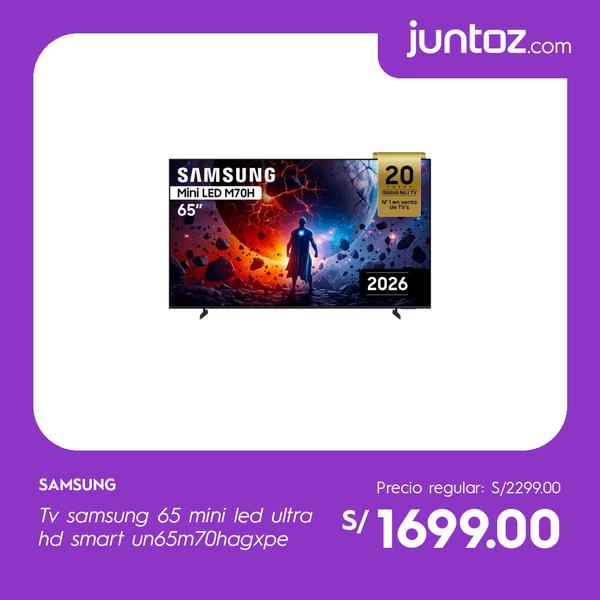 juntoz.com
SAMSUNG
Mini LED M70H
65"
20
YEARS
Global No.1 TV
N° 1 en venta
de TV's
2026
SAMSUNG
Tv samsung 65 mini led ultra
hd smart un65m70hagxpe
Precio regular: S/2299.00
S/1699.00